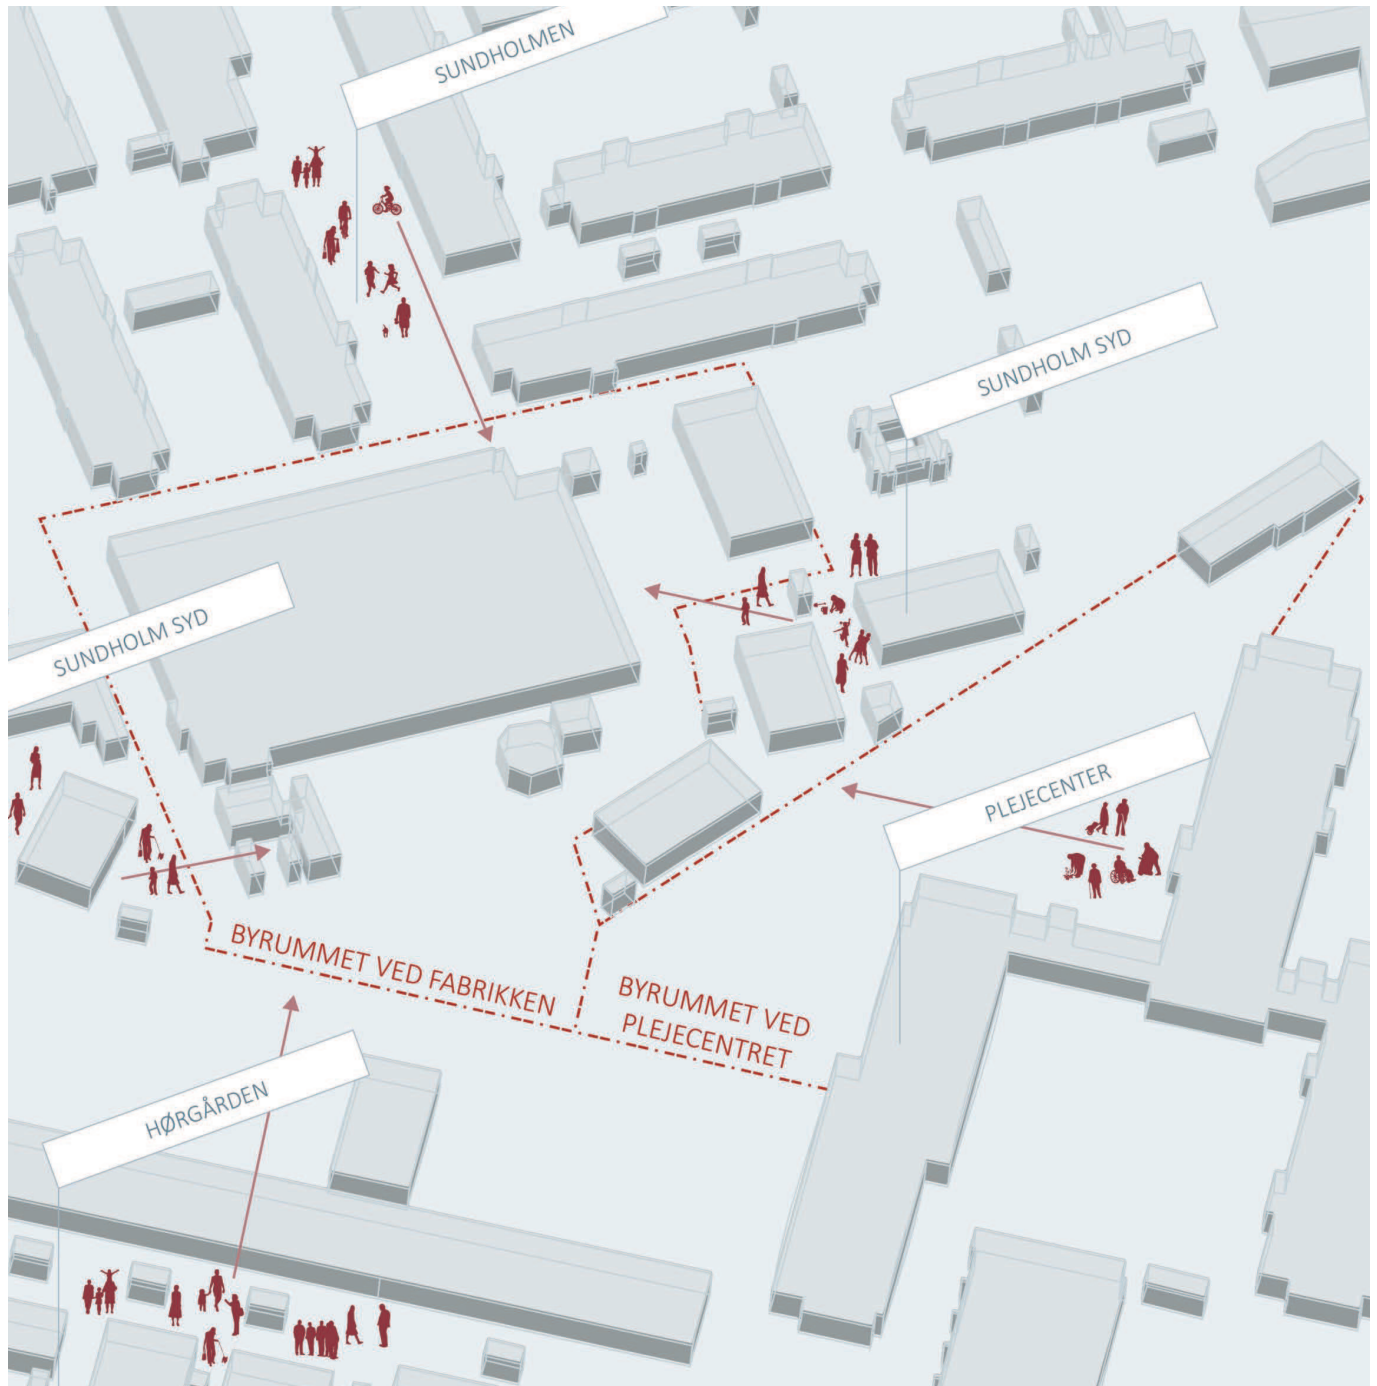 SUNDHOLMEN
SUNDHOLM SYD
SUNDHOLM SYD
PLEJECENTER
BYRUMMET VED FABRIKKEN
BYRUMMET VED
PLEJECENTRET
HØRGÅRDEN